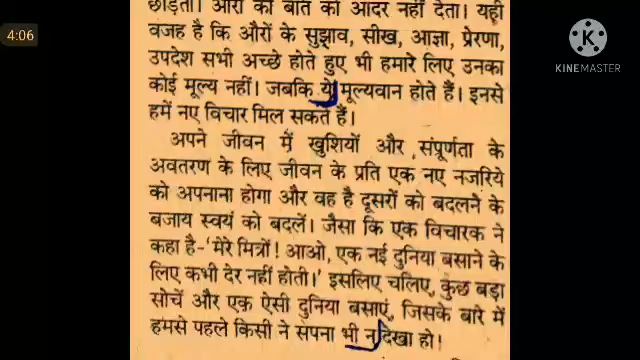 छोड़ता। औरों की बात को आदर नहीं देता। यही
4:06
वजह है कि औरों के सुझाव, सीख, आज्ञा, प्रेरणा,
उपदेश सभी अच्छे होते हुए भी हमारे लिए उनका
कोई मूल्य नहीं। जबकि ये मूल्यवान होते हैं। इनसे
हमें नए विचार मिल सकते हैं।
KINEMASTER
अपने जीवन में खुशियों और संपूर्णता के
अवतरण के लिए जीवन के प्रति एक नए नजरिये
को अपनाना होगा और वह है दूसरों को बदलने के
बजाय स्वयं को बदलें। जैसा कि एक विचारक ने
कहा है-'मेरे मित्रों! आओ, एक नई दुनिया बसाने के
लिए कभी देर नहीं होती।' इसलिए चलिए, कुछ बड़ा
सोचें और एक ऐसी दुनिया बसाएं, जिसके बारे में
हमसे पहले किसी ने सपना भी न देखा हो!